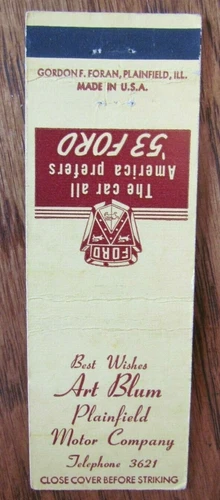 GORDON F. FORAN, PLAINFIELD, ILL.
MADE IN U.S.A.
The car all
America prefers
'53 FORD
FORD
Best Wishes
Art Blum
Plainfield
Motor Company
Telephone 3621
CLOSE COVER BEFORE STRIKING